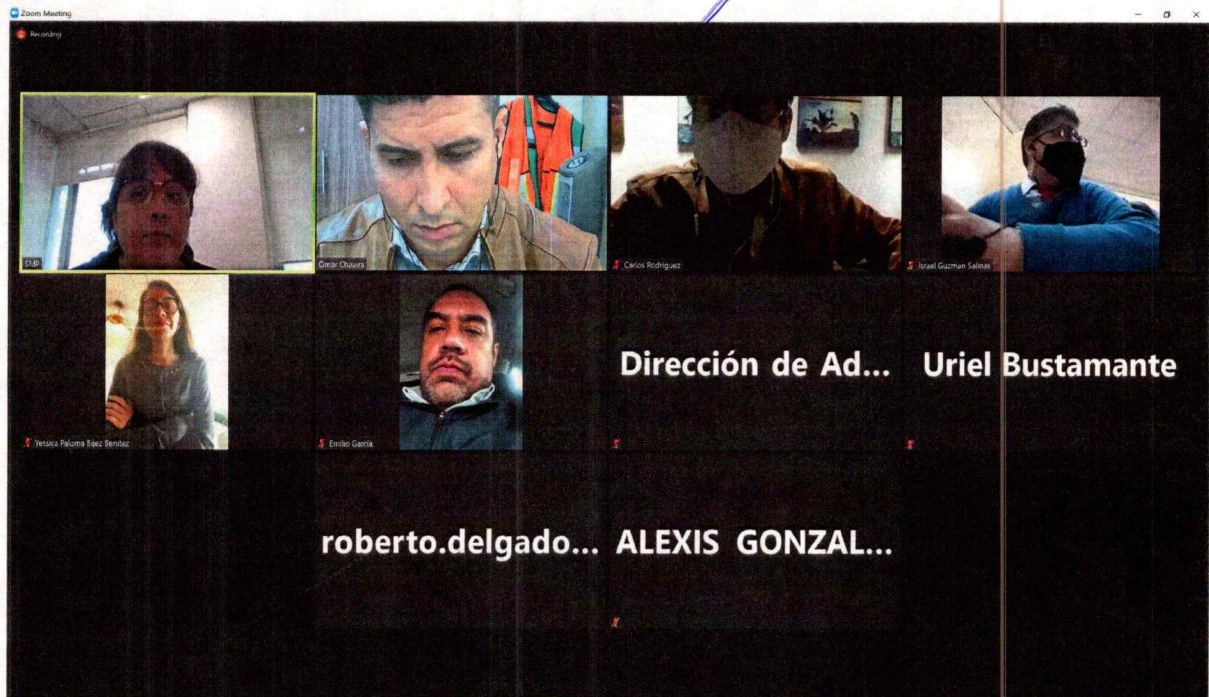 Zoom Meeting
Recording
SMP
Omar Chavira
Carlos Rodriguez
Israel Guzman Salinas
Yessica Paloma Báez Benitez
Emilio García
Dirección de Ad...
Uriel Bustamante
roberto.delgado...
ALEXIS GONZAL...